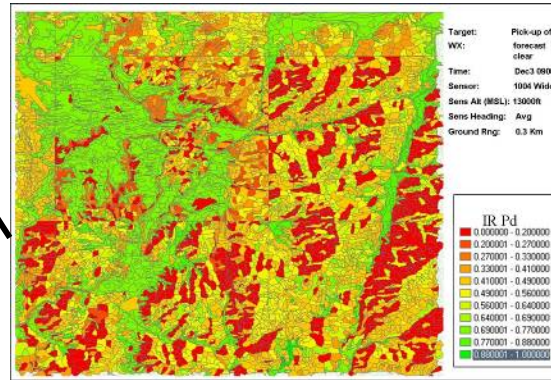 Target: Pick-up of
WX: forecast
clear
Time: Dec3 090
Sensor: 1004 Wid
Sens Alt (MSL): 13000ft
Sens Heading: Avg
Ground Rng: 0.3 Km
IR Pd
0.000000 - 0.200000
0.200001 - 0.270000
0.270001 - 0.330000
0.330001 - 0.410000
0.410001 - 0.490000
0.490001 - 0.560000
0.560001 - 0.640000
0.640001 - 0.690000
0.690001 - 0.770000
0.770001 - 0.880000
0.880001 - 1.000000